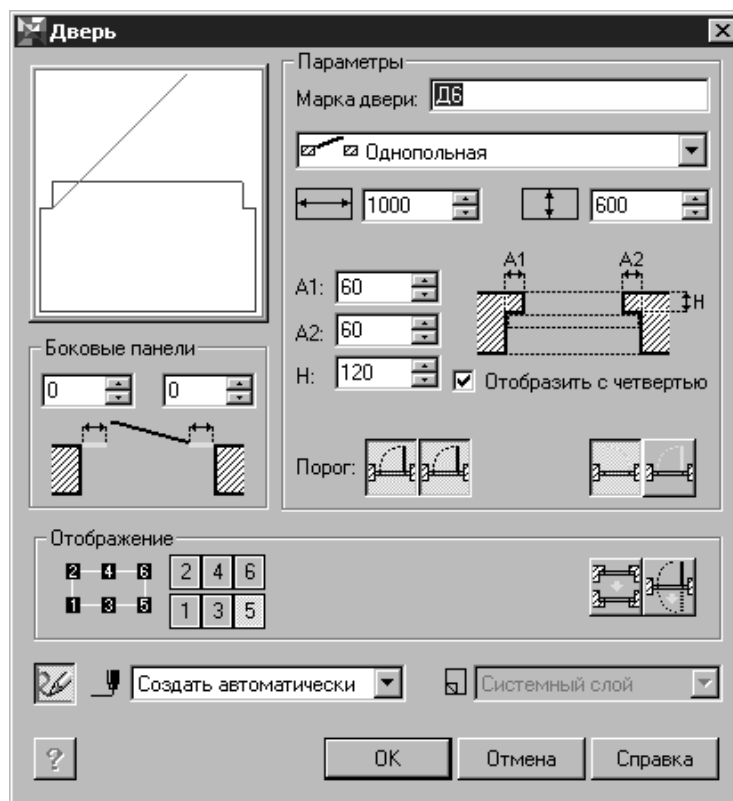 Дверь
Параметры
Марка двери: Д6
Однопольная
1000 600
A1: 60
A2: 60
H: 120
A1 A2
H
Отобразить с четвертью
Боковые панели
0 0
Порог:
Отображение
2 4 6
1 3 5
2 4 6
1 3 5
Создать автоматически
Системный слой
?
OK
Отмена
Справка